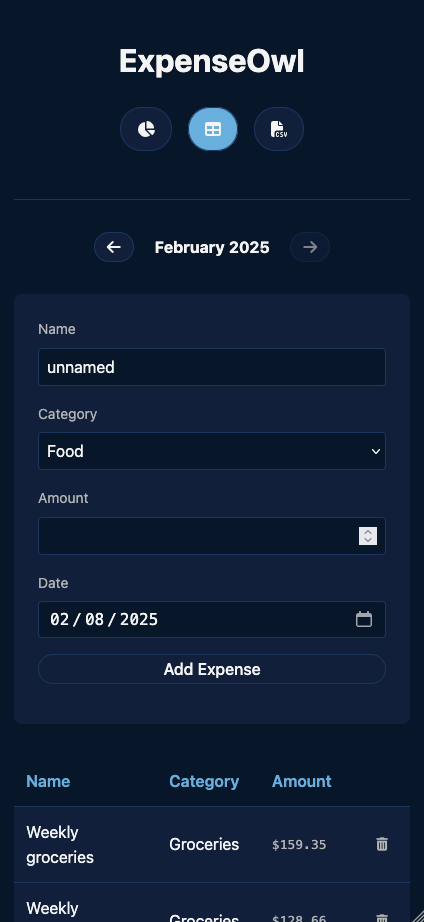 ExpenseOwl
CSV
February 2025
Name
unnamed
Category
Food
Amount
Date
02/08/2025
Add Expense
Name Category Amount
Weekly
groceries
Groceries $159.35
Weekly
Groceries $128.66